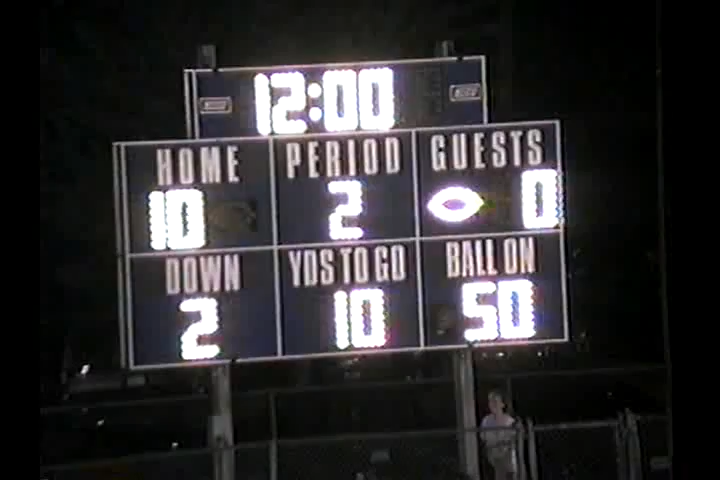 12:00
HOME PERIOD GUESTS
10 2 0
DOWN YDS TO GO BALL ON
2 10 50